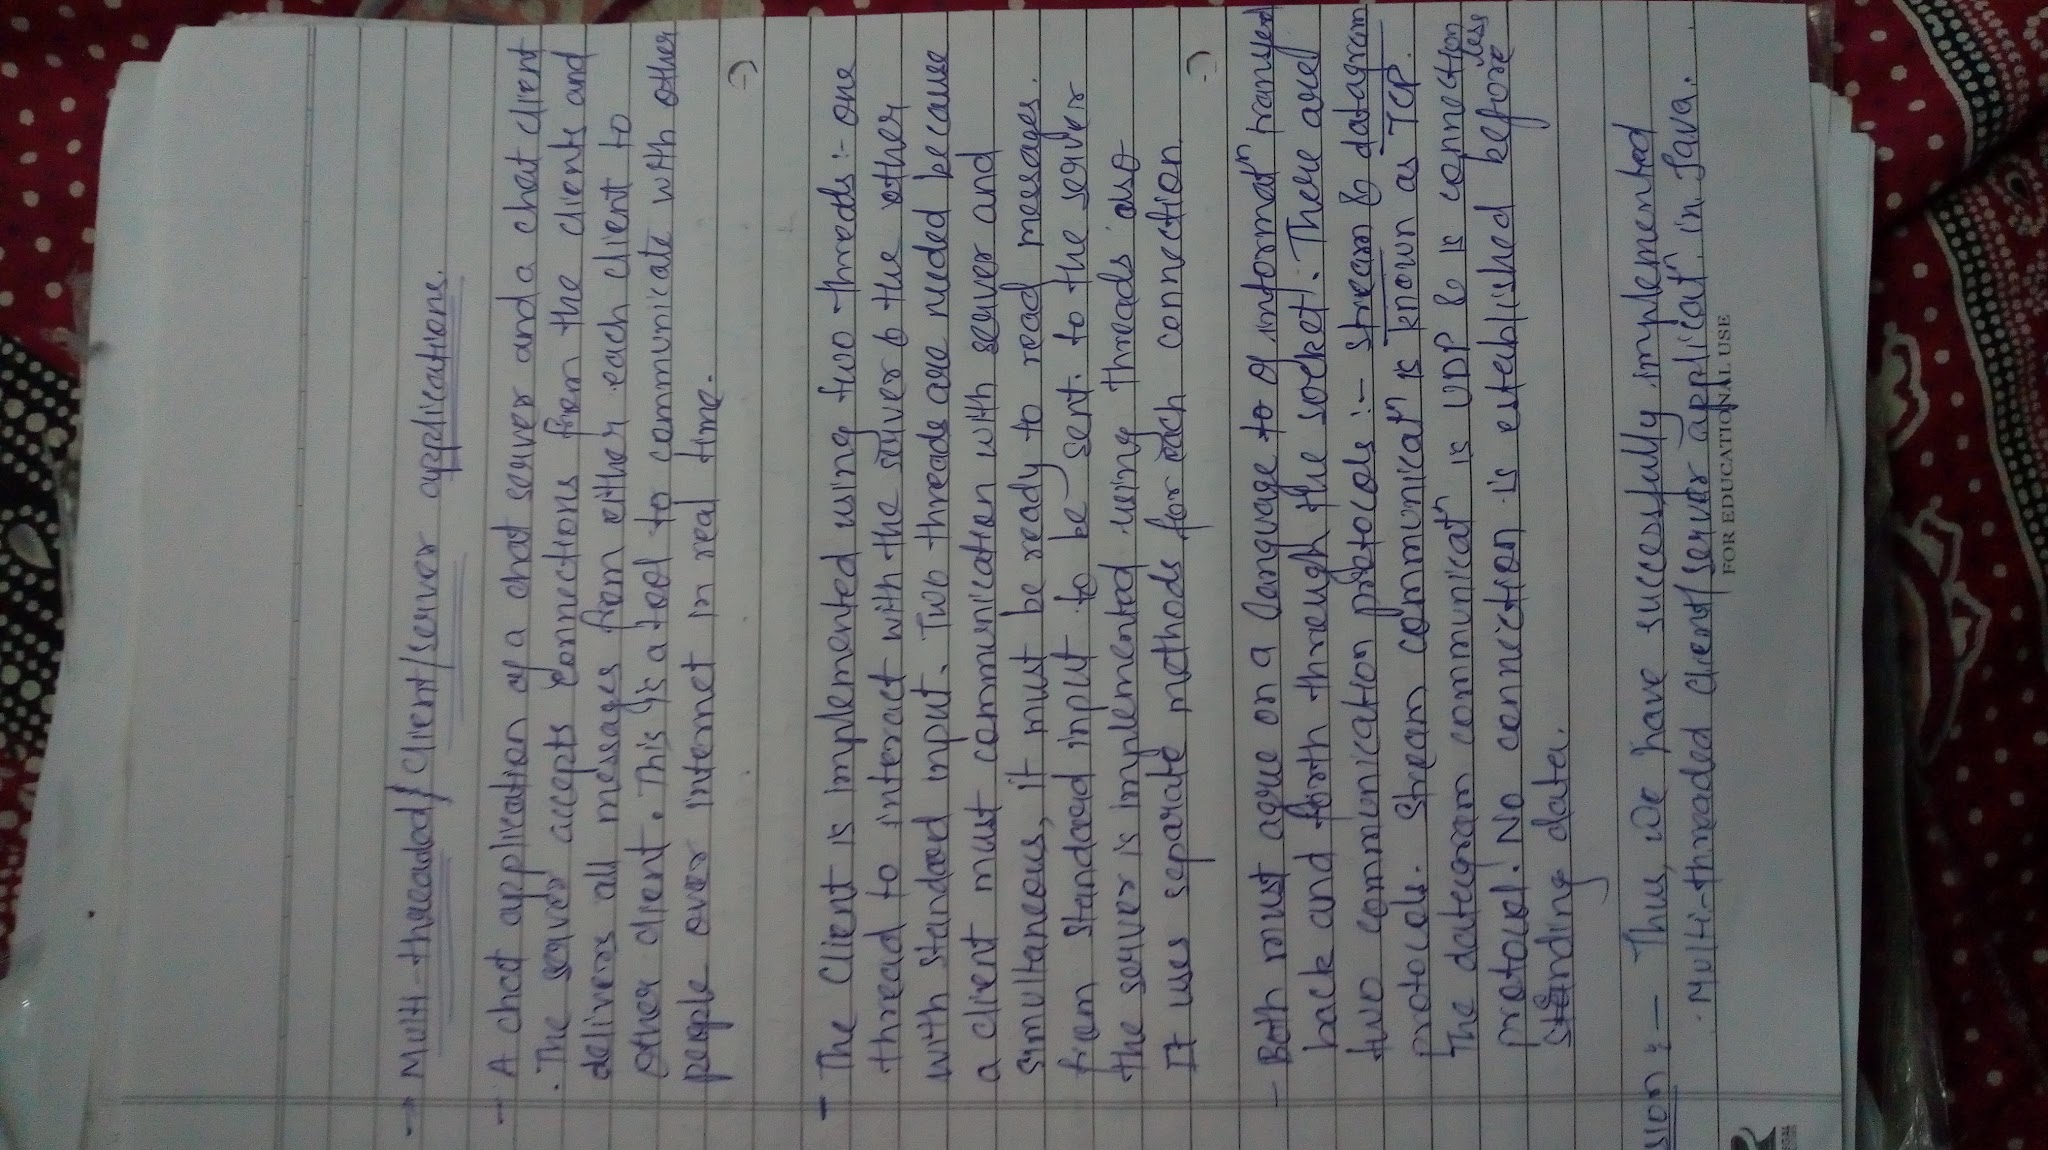 → Multi-threaded/Client/server applications.
- A chat application of a chat server and a chat client
. The server accepts connections from the clients and
delivers all messages from either each client to
other client. This is a tool to communicate with other
people over internet in real time.
- The Client is implemented using two threads:- one
thread to interact with the server & the other
with standard input. Two threads are needed because
a client must communication with server and
simultaneous, it must be ready to read messages.
from standard input to be sent. to the server
the server is implemented using threads also
It uses separate methods for each connection
- Both must agree on a language to of informatn transfer
back and forth through the socket. There are
two communication protocols :- stream & datagram
protocols. Stream communicatn is known as TCP.
The datagram communicatn is UDP & is connection less
protocol. No connection is established before
sending data.
sion :- Thus, we have successfully implemented
. Multi-threaded client/server applicatn in Java.
FOR EDUCATIONAL USE